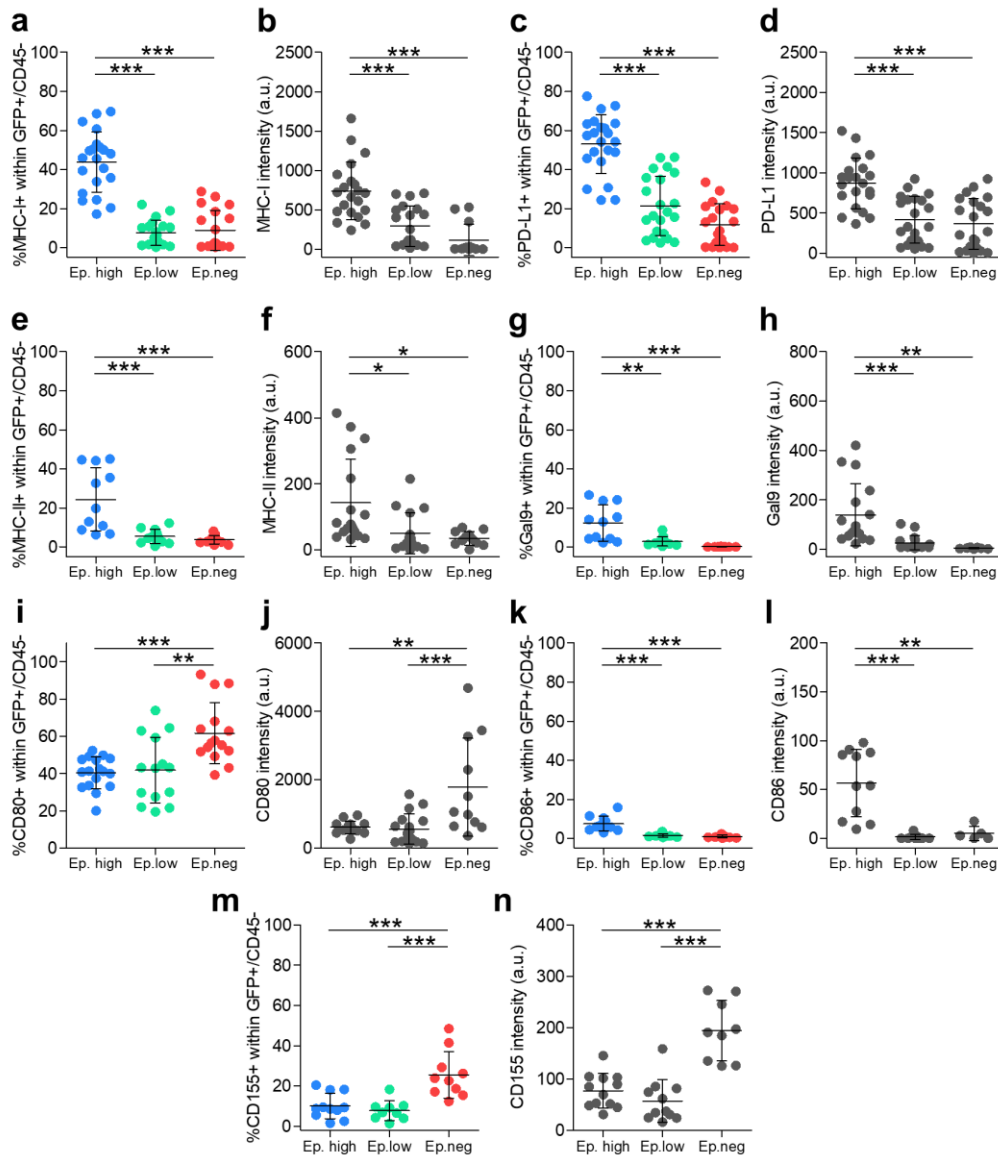 a
%MHC-I+ within GFP+/CD45-
100
80
60
40
20
0
***
***
Ep. high Ep.low Ep.neg
b
MHC-I intensity (a.u.)
2500
2000
1500
1000
500
0
***
***
Ep. high Ep.low Ep.neg
c
%PD-L1+ within GFP+/CD45-
100
80
60
40
20
0
***
***
Ep. high Ep.low Ep.neg
d
PD-L1 intensity (a.u.)
2500
2000
1500
1000
500
0
***
***
Ep. high Ep.low Ep.neg
e
%MHC-II+ within GFP+/CD45-
100
80
60
40
20
0
***
***
Ep. high Ep.low Ep.neg
f
MHC-II intensity (a.u.)
600
400
200
0
*
*
Ep. high Ep.low Ep.neg
g
%Gal9+ within GFP+/CD45-
100
80
60
40
20
0
***
**
Ep. high Ep.low Ep.neg
h
Gal9 intensity (a.u.)
800
600
400
200
0
**
***
Ep. high Ep.low Ep.neg
i
%CD80+ within GFP+/CD45-
100
80
60
40
20
0
***
**
Ep. high Ep.low Ep.neg
j
CD80 intensity (a.u.)
6000
4000
2000
0
**
***
Ep. high Ep.low Ep.neg
k
%CD86+ within GFP+/CD45-
100
80
60
40
20
0
***
***
Ep. high Ep.low Ep.neg
l
CD86 intensity (a.u.)
200
150
100
50
0
**
***
Ep. high Ep.low Ep.neg
m
%CD155+ within GFP+/CD45-
100
80
60
40
20
0
***
***
Ep. high Ep.low Ep.neg
n
CD155 intensity (a.u.)
400
300
200
100
0
***
***
Ep. high Ep.low Ep.neg